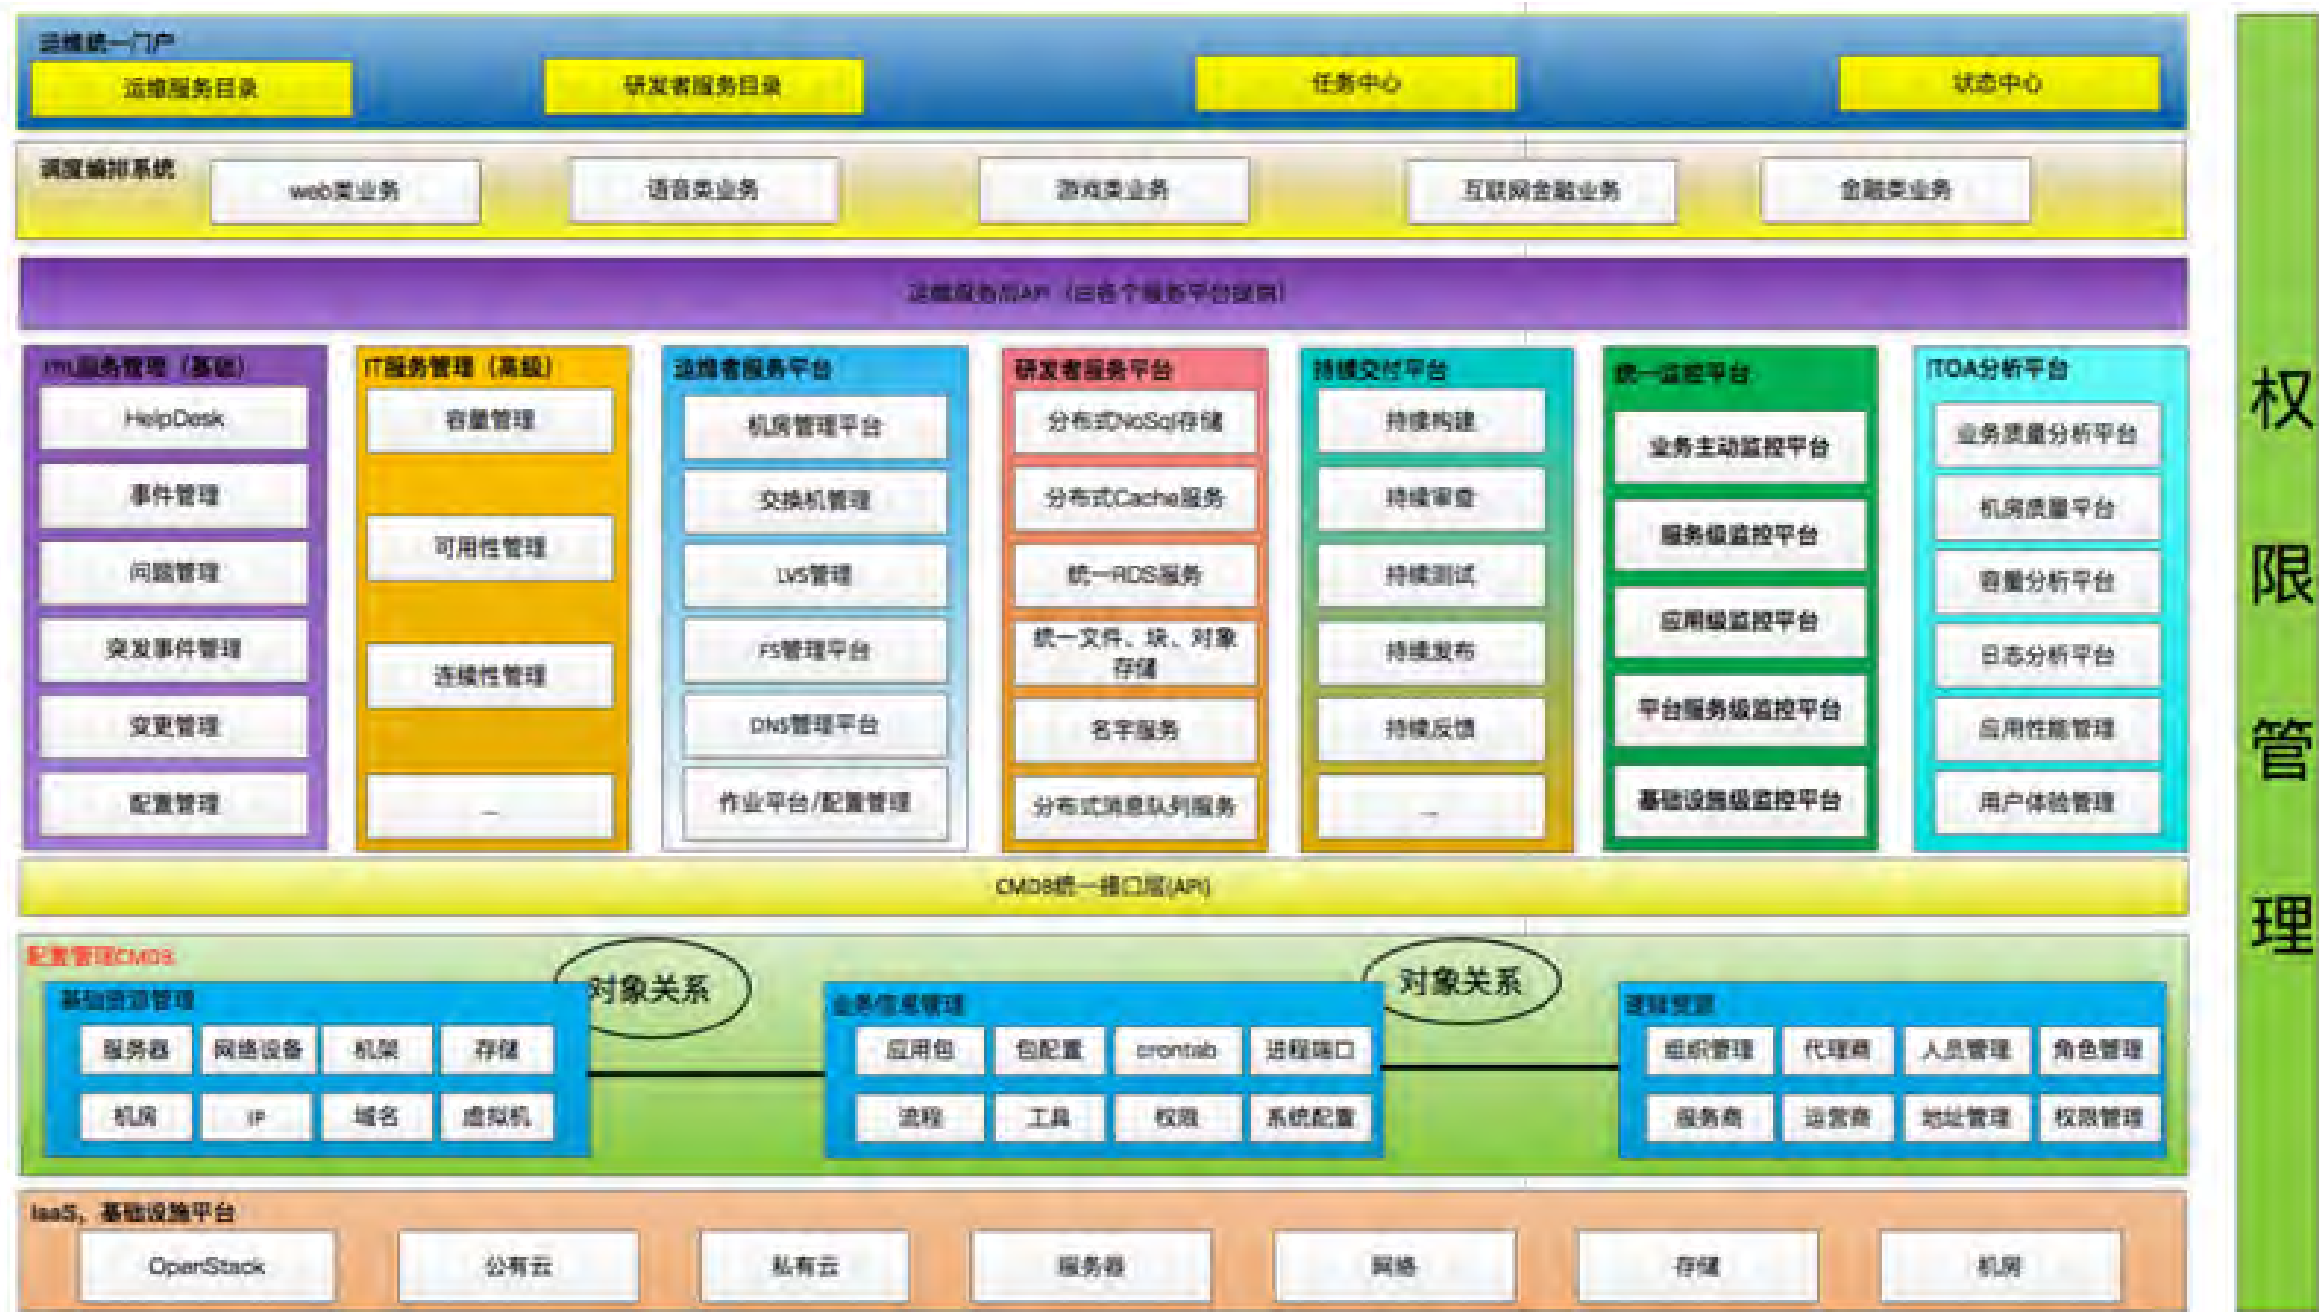 运维统一门户
运维服务目录
研发者服务目录
任务中心
状态中心
调度编排系统
web类业务
语音类业务
游戏类业务
互联网金融业务
金融类业务
运维服务层API（由各个服务平台提供）
服务管理（基础）
HelpDesk
事件管理
问题管理
突发事件管理
变更管理
配置管理
IT服务管理（高级）
容量管理
可用性管理
连续性管理
...
运维者服务平台
机房管理平台
交换机管理
LVS管理
FS管理平台
DNS管理平台
作业平台/配置管理
研发者服务平台
分布式NoSql存储
分布式Cache服务
统一RDS服务
统一文件、块、对象
存储
名字服务
分布式消息队列服务
持续交付平台
持续构建
持续审查
持续测试
持续发布
持续反馈
...
统一监控平台
业务主动监控平台
服务级监控平台
应用级监控平台
平台服务级监控平台
基础设施级监控平台
ITOA分析平台
业务质量分析平台
机房质量平台
容量分析平台
日志分析平台
应用性能管理
用户体验管理
CMDB统一接口层(API)
配置管理CMDB
对象关系
对象关系
基础资源管理
服务器
网络设备
机架
存储
机房
IP
域名
虚拟机
业务信息管理
应用包
包配置
crontab
进程端口
流程
工具
权限
系统配置
逻辑资源
组织管理
代理商
人员管理
角色管理
服务商
运营商
地址管理
权限管理
IaaS，基础设施平台
OpenStack
公有云
私有云
服务器
网络
存储
机房
权
限
管
理